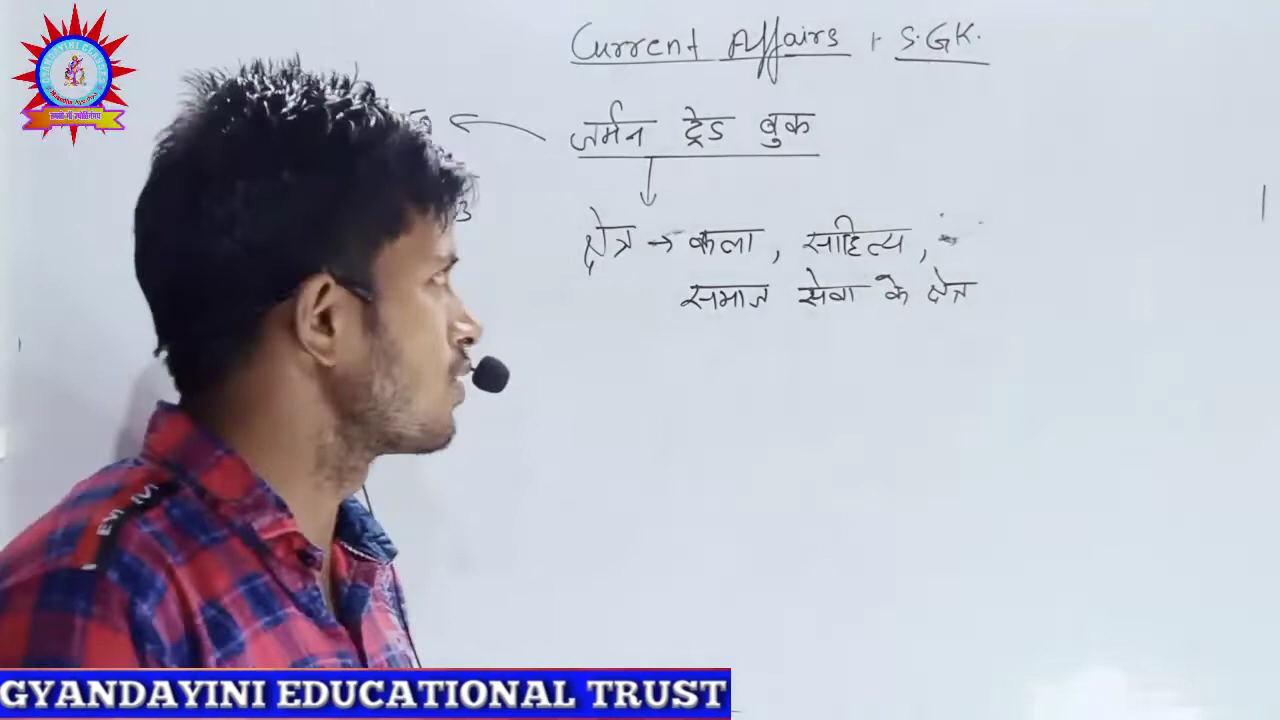 Current Affairs + S.GK.
जर्मन ट्रेड बुक
क्षेत्र → कला, साहित्य,
समाज सेवा के क्षेत्र
GYANDAYINI EDUCATIONAL TRUST